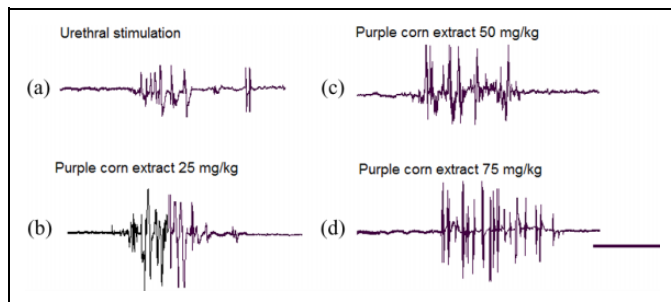 Urethral stimulation
(a)
Purple corn extract 25 mg/kg
(b)
Purple corn extract 50 mg/kg
(c)
Purple corn extract 75 mg/kg
(d)